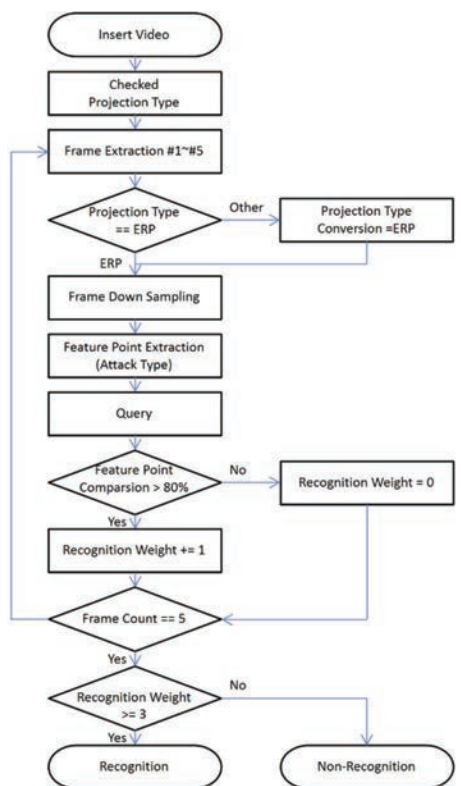 Insert Video
Checked
Projection Type
Frame Extraction #1~#5
Projection Type
== ERP
Other
Projection Type
Conversion =ERP
ERP
Frame Down Sampling
Feature Point Extraction
(Attack Type)
Query
Feature Point
Comparsion > 80%
No
Recognition Weight = 0
Yes
Recognition Weight += 1
Frame Count == 5
Yes
Recognition Weight
>= 3
No
Yes
Recognition
Non-Recognition